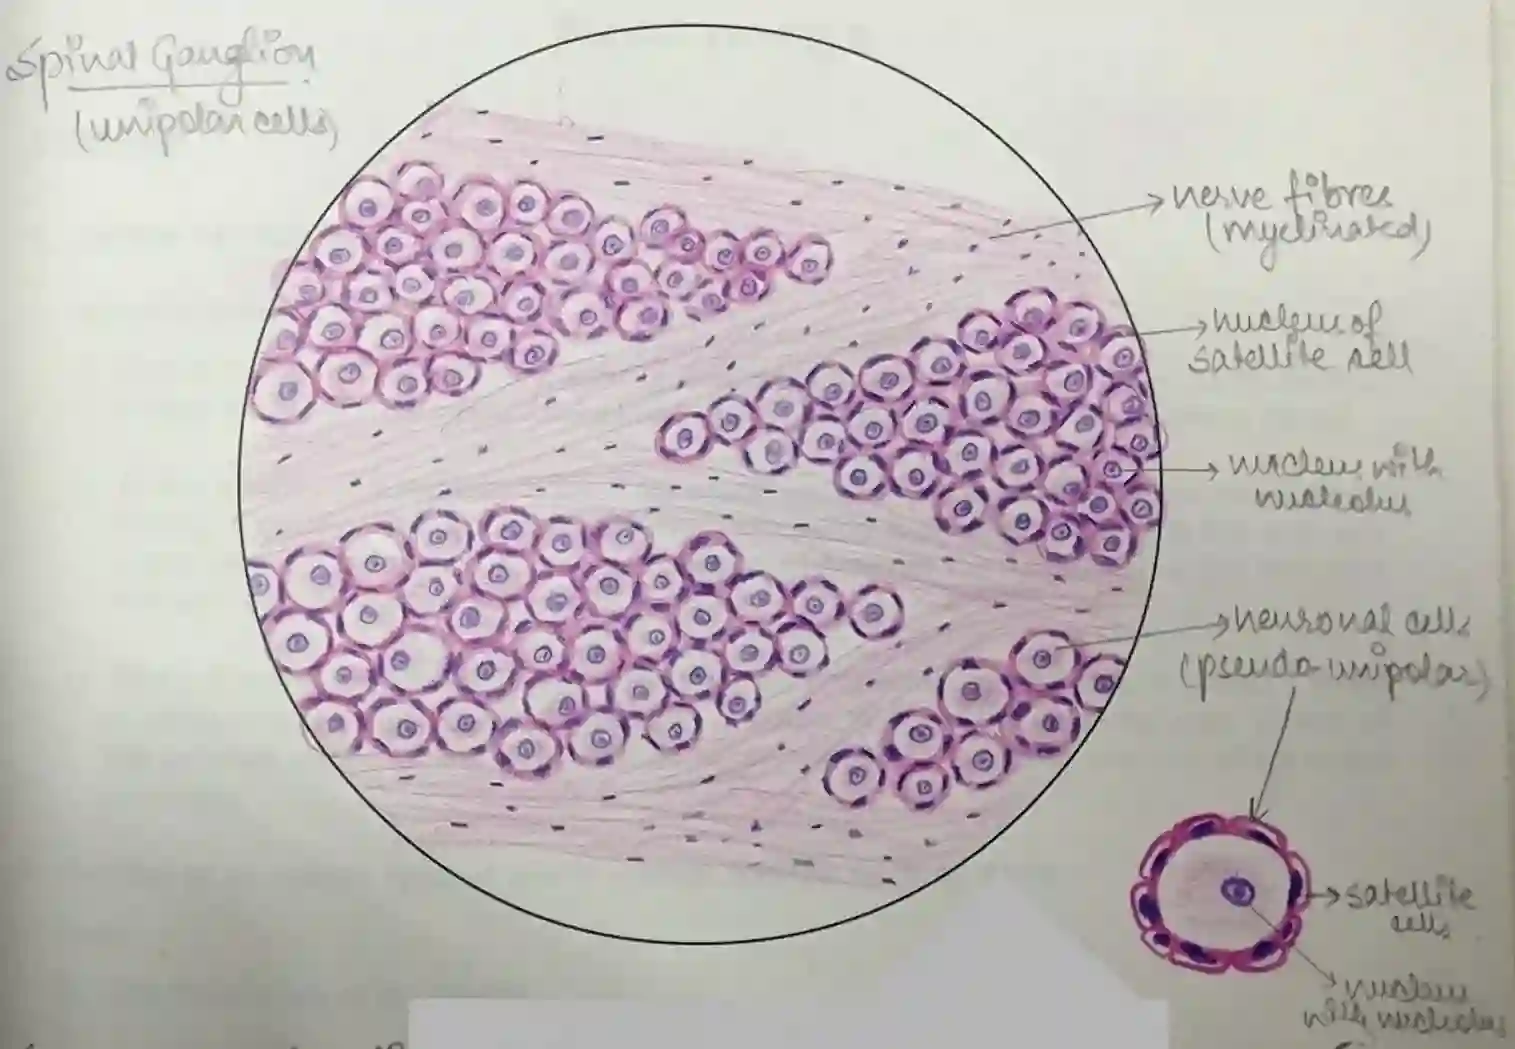 Spinal Ganglion
(unipolar cells)
nerve fibres
(myelinated)
nucleus of
satellite cell
nucleus with
nucleolus
neuronal cells
(pseudo-unipolar)
satellite
cells
nucleus
with nucleolus